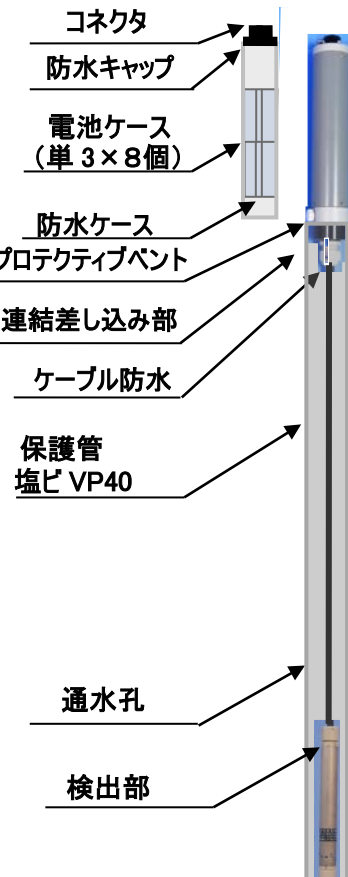 コネクタ
防水キャップ
電池ケース
(単3×8個)
防水ケース
プロテクティブベント
連結差し込み部
ケーブル防水
保護管
塩ビ VP40
通水孔
検出部